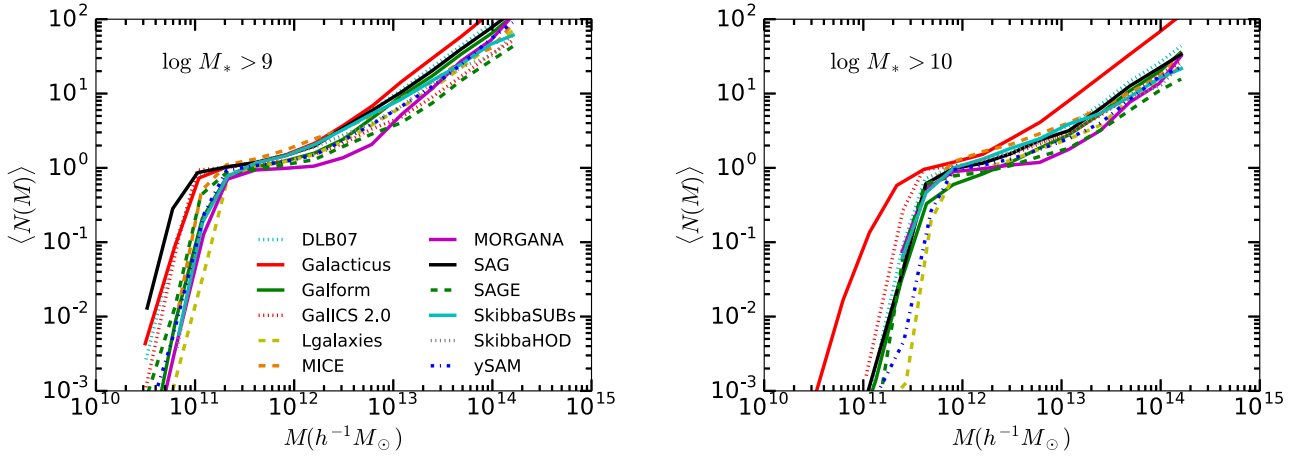 10^2
10^1
10^0
10^-1
10^-2
10^-3
⟨N(M)⟩
log M_* > 9
DLB07
Galacticus
Galform
GalICS 2.0
Lgalaxies
MICE
MORGANA
SAG
SAGE
SkibbaSUBs
SkibbaHOD
ySAM
10^10 10^11 10^12 10^13 10^14 10^15
M(h^-1 M_⊙)
10^2
10^1
10^0
10^-1
10^-2
10^-3
⟨N(M)⟩
log M_* > 10
10^10 10^11 10^12 10^13 10^14 10^15
M(h^-1 M_⊙)